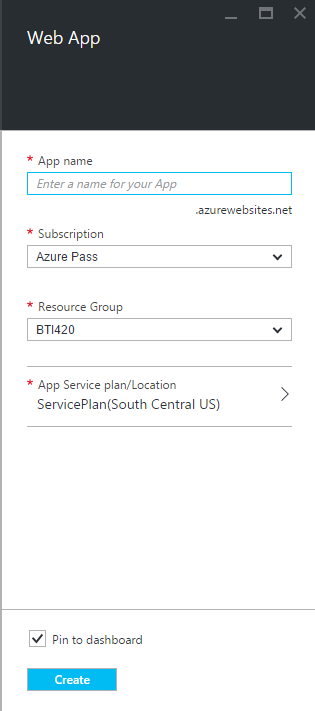 Web App
* App name
Enter a name for your App
.azurewebsites.net
* Subscription
Azure Pass
* Resource Group
BTI420
* App Service plan/Location
ServicePlan(South Central US)
Pin to dashboard
Create